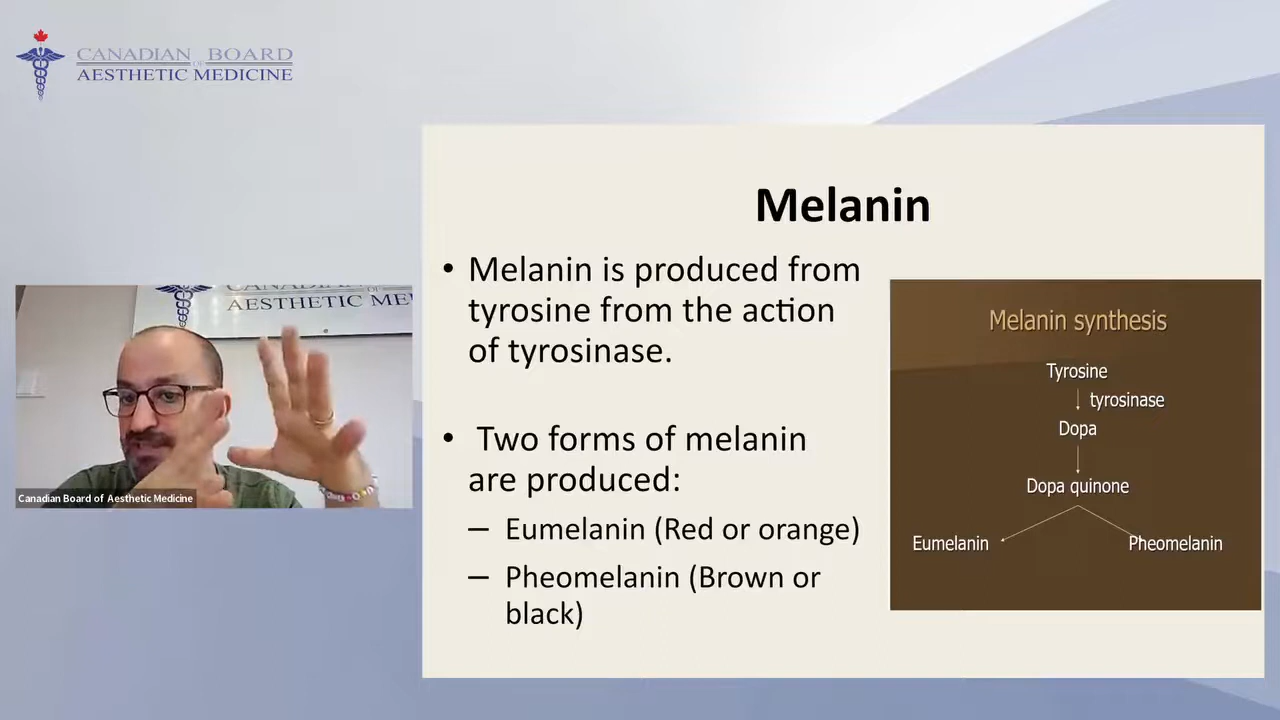 CANADIAN BOARD
OF
AESTHETIC MEDICINE
Melanin
• Melanin is produced from
tyrosine from the action
of tyrosinase.
• Two forms of melanin
are produced:
– Eumelanin (Red or orange)
– Pheomelanin (Brown or
black)
Melanin synthesis
Tyrosine
tyrosinase
Dopa
Dopa quinone
Eumelanin
Pheomelanin
AESTHETIC ME
Canadian Board of Aesthetic Medicine